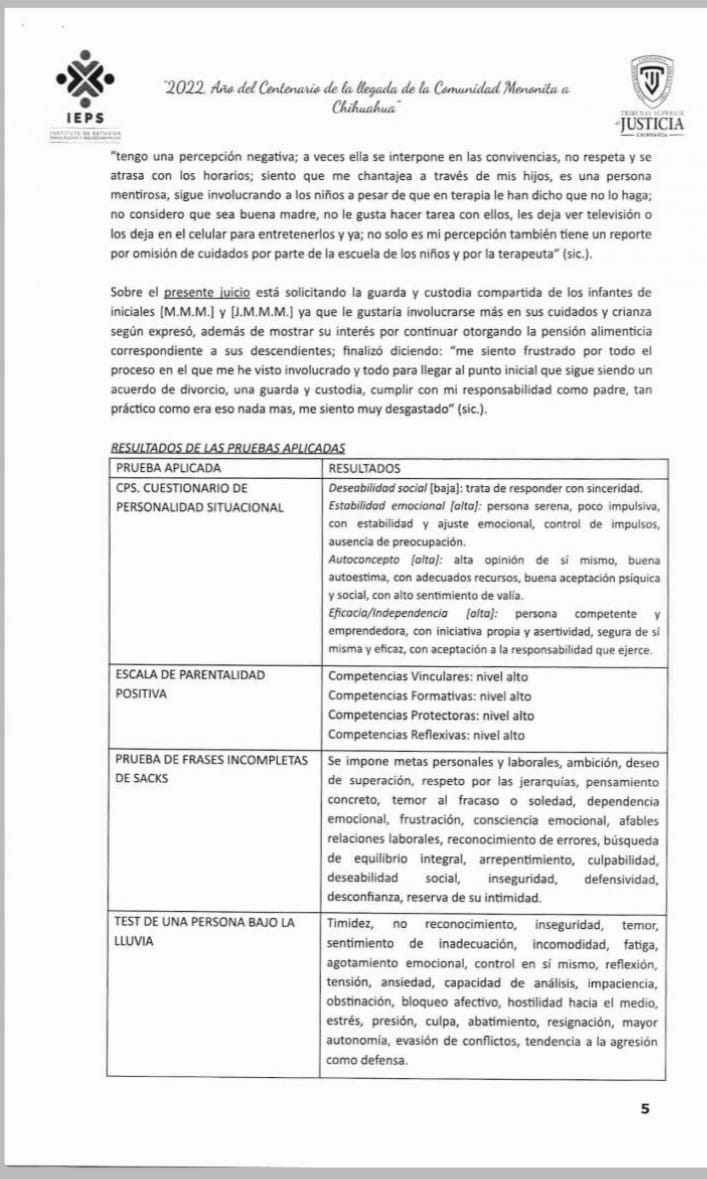 "2022. Año del Centenario de la llegada de la Comunidad Menonita a
Chihuahua"
IEPS
INSTITUTO DE ESTUDIOS
TRIBUNAL SUPERIOR
JUSTICIA
CHIHUAHUA
"tengo una percepción negativa; a veces ella se interpone en las convivencias, no respeta y se
atrasa con los horarios; siento que me chantajea a través de mis hijos, es una persona
mentirosa, sigue involucrando a los niños a pesar de que en terapia le han dicho que no lo haga;
no considero que sea buena madre, no le gusta hacer tarea con ellos, les deja ver televisión o
los deja en el celular para entretenerlos y ya; no solo es mi percepción también tiene un reporte
por omisión de cuidados por parte de la escuela de los niños y por la terapeuta" (sic.).
Sobre el presente juicio está solicitando la guarda y custodia compartida de los infantes de
iniciales [M.M.M.] y [J.M.M.M.] ya que le gustaría involucrarse más en sus cuidados y crianza
según expresó, además de mostrar su interés por continuar otorgando la pensión alimenticia
correspondiente a sus descendientes; finalizó diciendo: "me siento frustrado por todo el
proceso en el que me he visto involucrado y todo para llegar al punto inicial que sigue siendo un
acuerdo de divorcio, una guarda y custodia, cumplir con mi responsabilidad como padre, tan
práctico como era eso nada mas, me siento muy desgastado" (sic.).
RESULTADOS DE LAS PRUEBAS APLICADAS
PRUEBA APLICADA
RESULTADOS
CPS. CUESTIONARIO DE
PERSONALIDAD SITUACIONAL
Deseabilidad social [baja]: trata de responder con sinceridad.
Estabilidad emocional [alta]: persona serena, poco impulsiva,
con estabilidad y ajuste emocional, control de impulsos,
ausencia de preocupación.
Autoconcepto [alta]: alta opinión de sí mismo, buena
autoestima, con adecuados recursos, buena aceptación psíquica
y social, con alto sentimiento de valía.
Eficacia/Independencia [alta]: persona competente y
emprendedora, con iniciativa propia y asertividad, segura de sí
misma y eficaz, con aceptación a la responsabilidad que ejerce.
ESCALA DE PARENTALIDAD
POSITIVA
Competencias Vinculares: nivel alto
Competencias Formativas: nivel alto
Competencias Protectoras: nivel alto
Competencias Reflexivas: nivel alto
PRUEBA DE FRASES INCOMPLETAS
DE SACKS
Se impone metas personales y laborales, ambición, deseo
de superación, respeto por las jerarquías, pensamiento
concreto, temor al fracaso o soledad, dependencia
emocional, frustración, consciencia emocional, afables
relaciones laborales, reconocimiento de errores, búsqueda
de equilibrio integral, arrepentimiento, culpabilidad,
deseabilidad social, inseguridad, defensividad,
desconfianza, reserva de su intimidad.
TEST DE UNA PERSONA BAJO LA
LLUVIA
Timidez, no reconocimiento, inseguridad, temor,
sentimiento de inadecuación, incomodidad, fatiga,
agotamiento emocional, control en sí mismo, reflexión,
tensión, ansiedad, capacidad de análisis, impaciencia,
obstinación, bloqueo afectivo, hostilidad hacia el medio,
estrés, presión, culpa, abatimiento, resignación, mayor
autonomía, evasión de conflictos, tendencia a la agresión
como defensa.
5